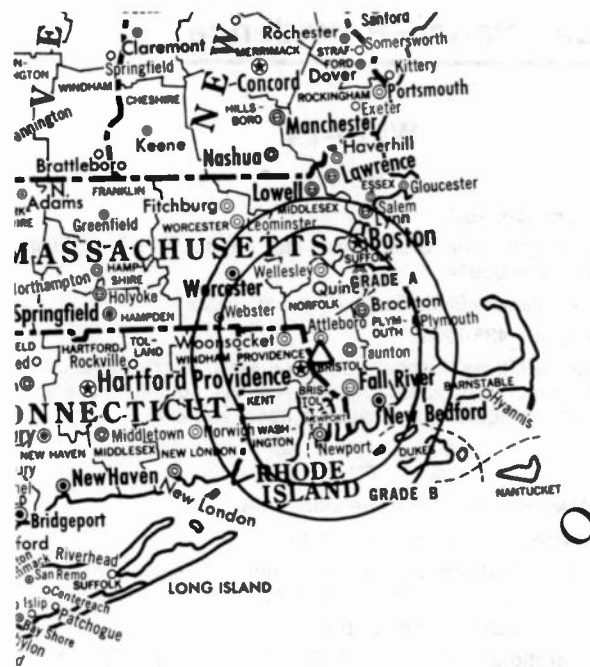 Sanford
Rochester
Claremont
MERRIMACK
STRAF-
FORD
Somersworth
Springfield
Concord
Dover
Kittery
WINDHAM
CHESHIRE
ROCKINGHAM
Portsmouth
Exeter
HILLS-
BORO
Manchester
Keene
Haverhill
Brattleboro
Nashua
Lawrence
FRANKLIN
Lowell
ESSEX
Gloucester
N.
Adams
Fitchburg
MIDDLESEX
Salem
Lynn
Greenfield
WORCESTER
Leominster
MASSACHUSETTS
Boston
SUFFOLK
Wellesley
GRADE A
Northampton
HAMP-
SHIRE
Worcester
Quincy
Holyoke
NORFOLK
Brockton
Springfield
HAMPDEN
Webster
Attleboro
PLYM-
OUTH
Plymouth
HARTFORD
TOL-
LAND
Woonsocket
Rockville
WINDHAM
PROVIDENCE
Taunton
BRISTOL
Hartford
Providence
Fall River
BARNSTABLE
KENT
BRIS-
TOL
Hyannis
CONNECTICUT
NEWPORT
New Bedford
Middletown
Norwich
WASH-
INGTON
NEW HAVEN
MIDDLESEX
NEW LONDON
Newport
DUKES
New Haven
RHODE
ISLAND
GRADE B
NANTUCKET
New London
Bridgeport
Riverhead
San Remo
SUFFOLK
LONG ISLAND
Centereach
Islip
Patchogue
Bay Shore